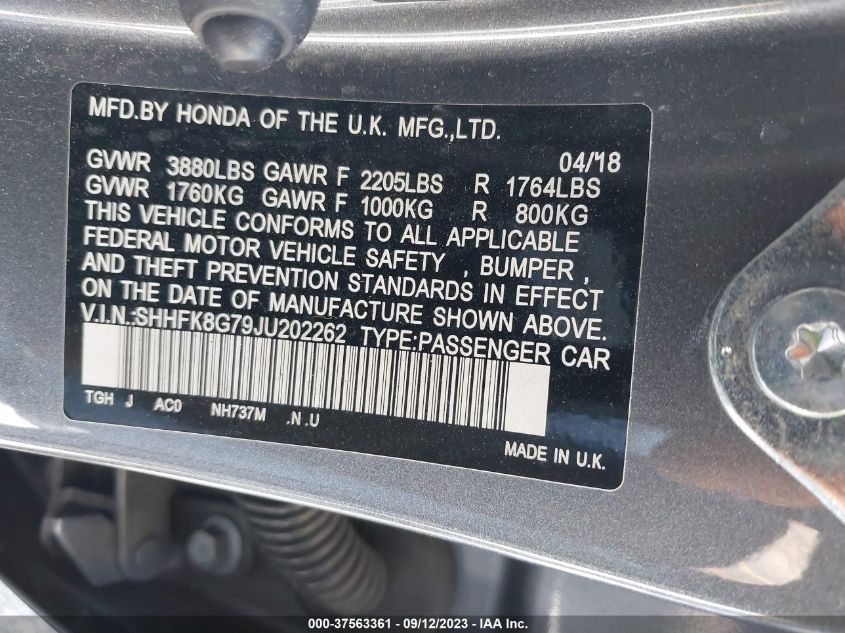 MFD.BY HONDA OF THE U.K. MFG.,LTD.
04/18
GVWR 3880LBS GAWR F 2205LBS R 1764LBS
GVWR 1760KG GAWR F 1000KG R 800KG
THIS VEHICLE CONFORMS TO ALL APPLICABLE
FEDERAL MOTOR VEHICLE SAFETY , BUMPER ,
AND THEFT PREVENTION STANDARDS IN EFFECT
ON THE DATE OF MANUFACTURE SHOWN ABOVE.
V.I.N.:SHHFK8G79JU202262 TYPE:PASSENGER CAR
TGH J AC0 NH737M .N .U
MADE IN U.K.
000-37563361 - 09/12/2023 - IAA Inc.